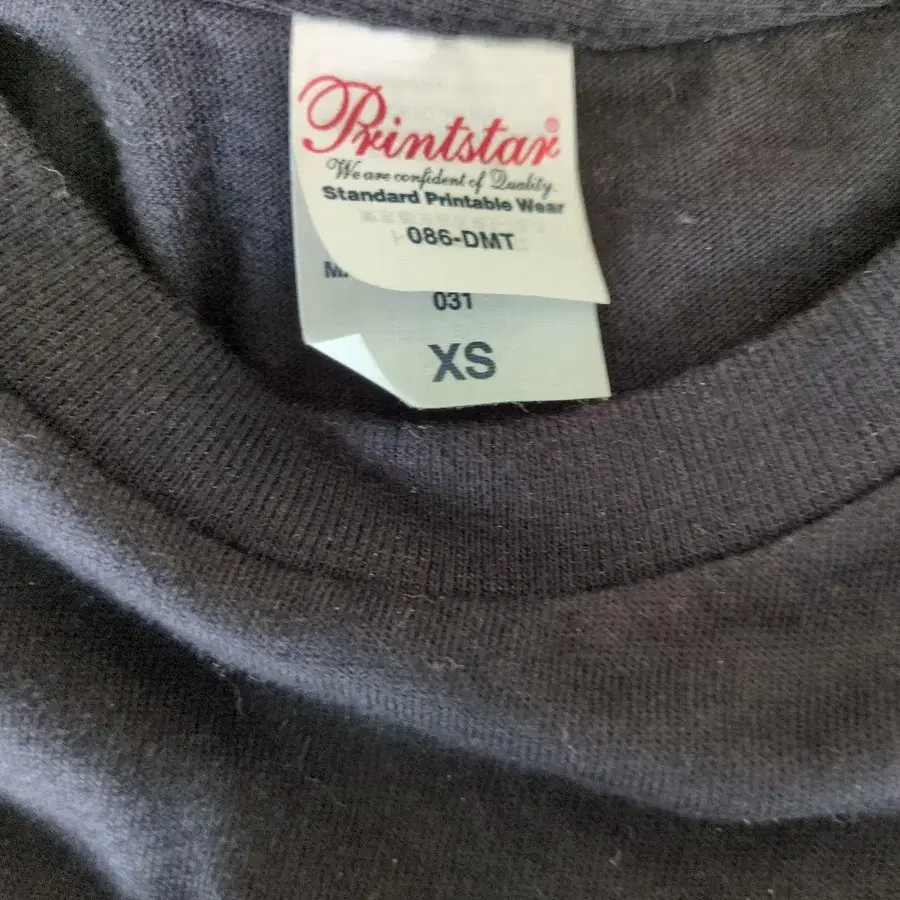 Printstar®
We are confident of Quality.
Standard Printable Wear
086-DMT
031
XS